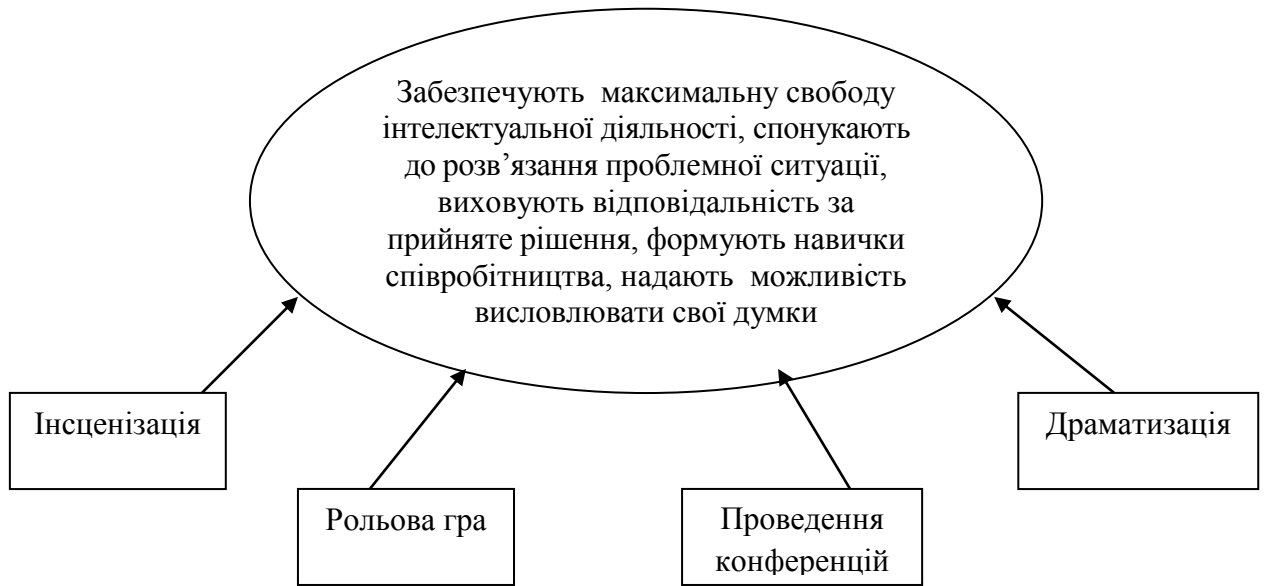 Забезпечують максимальну свободу
інтелектуальної діяльності, спонукають
до розв’язання проблемної ситуації,
виховують відповідальність за
прийняте рішення, формують навички
співробітництва, надають можливість
висловлювати свої думки
Інсценізація
Рольова гра
Проведення
конференцій
Драматизація